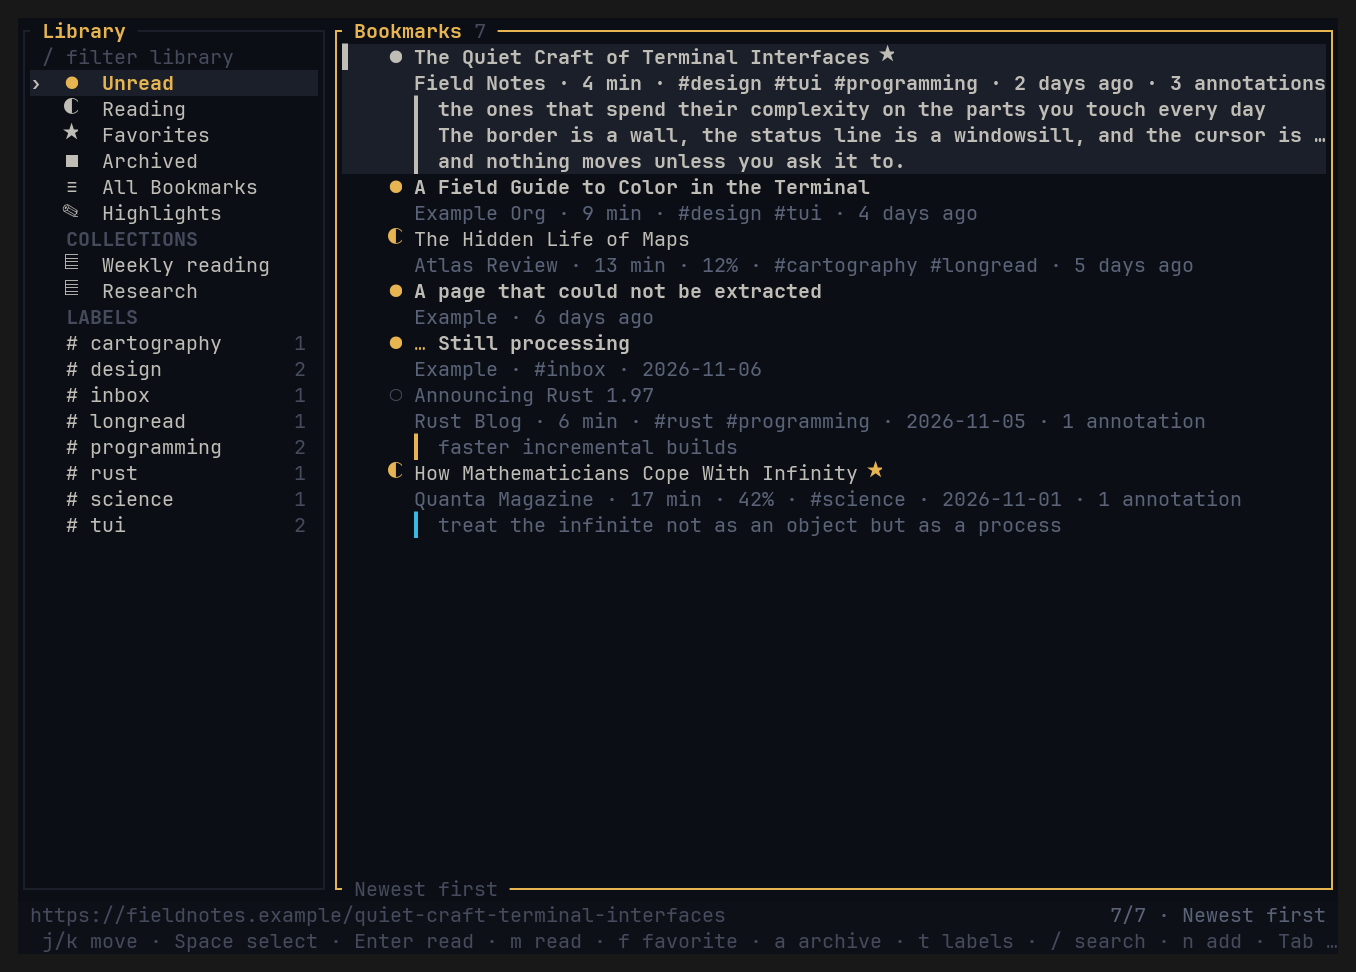 Library
/ filter library
› ● Unread
◐ Reading
★ Favorites
■ Archived
≡ All Bookmarks
✎ Highlights
COLLECTIONS
▤ Weekly reading
▤ Research
LABELS
# cartography 1
# design 2
# inbox 1
# longread 1
# programming 2
# rust 1
# science 1
# tui 2
Bookmarks 7
● The Quiet Craft of Terminal Interfaces ★
Field Notes · 4 min · #design #tui #programming · 2 days ago · 3 annotations
the ones that spend their complexity on the parts you touch every day
The border is a wall, the status line is a windowsill, and the cursor is …
and nothing moves unless you ask it to.
● A Field Guide to Color in the Terminal
Example Org · 9 min · #design #tui · 4 days ago
◐ The Hidden Life of Maps
Atlas Review · 13 min · 12% · #cartography #longread · 5 days ago
● A page that could not be extracted
Example · 6 days ago
● … Still processing
Example · #inbox · 2026-11-06
○ Announcing Rust 1.97
Rust Blog · 6 min · #rust #programming · 2026-11-05 · 1 annotation
faster incremental builds
◐ How Mathematicians Cope With Infinity ★
Quanta Magazine · 17 min · 42% · #science · 2026-11-01 · 1 annotation
treat the infinite not as an object but as a process
Newest first
https://fieldnotes.example/quiet-craft-terminal-interfaces 7/7 · Newest first
j/k move · Space select · Enter read · m read · f favorite · a archive · t labels · / search · n add · Tab …